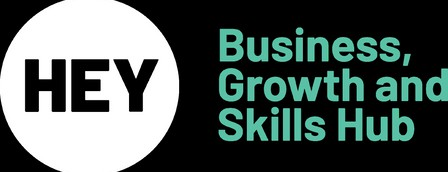 HEY
Business,
Growth and
Skills Hub